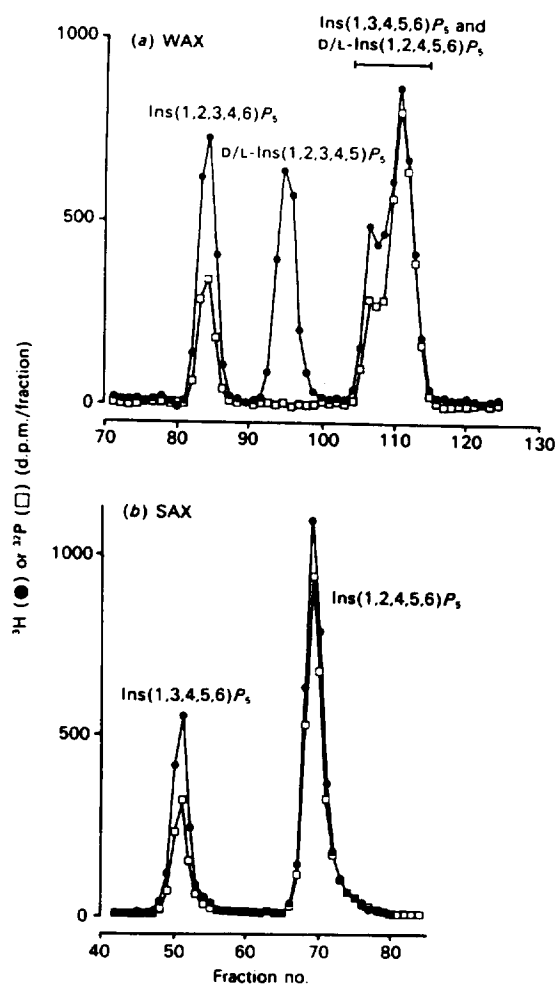 Ins(1,3,4,5,6)P₅ and
D/L-Ins(1,2,4,5,6)P₅
1000
(a) WAX
Ins(1,2,3,4,6)P₅
D/L-Ins(1,2,3,4,5)P₅
500
0
70 80 90 100 110 120 130
³H (●) or ³²P (□) (d.p.m./fraction)
(b) SAX
1000
Ins(1,2,4,5,6)P₅
Ins(1,3,4,5,6)P₅
500
0
40 50 60 70 80
Fraction no.